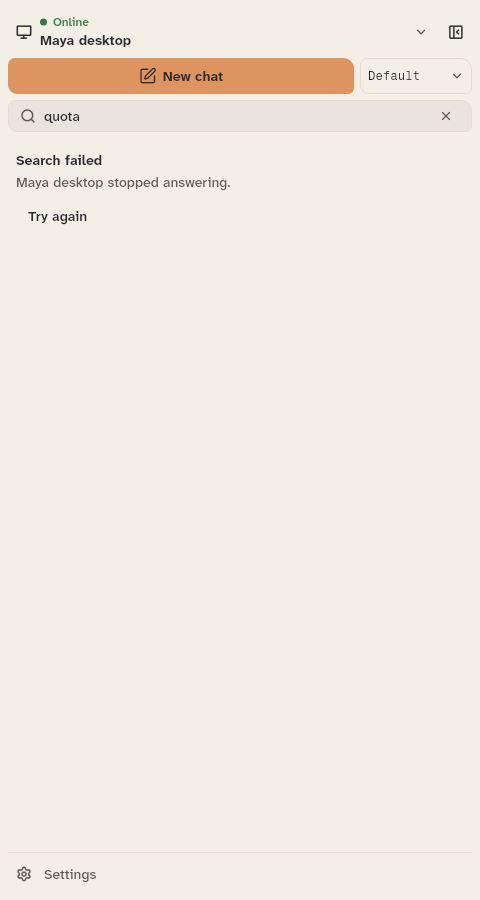 Online
Maya desktop
New chat
Default
quota
Search failed
Maya desktop stopped answering.
Try again
Settings